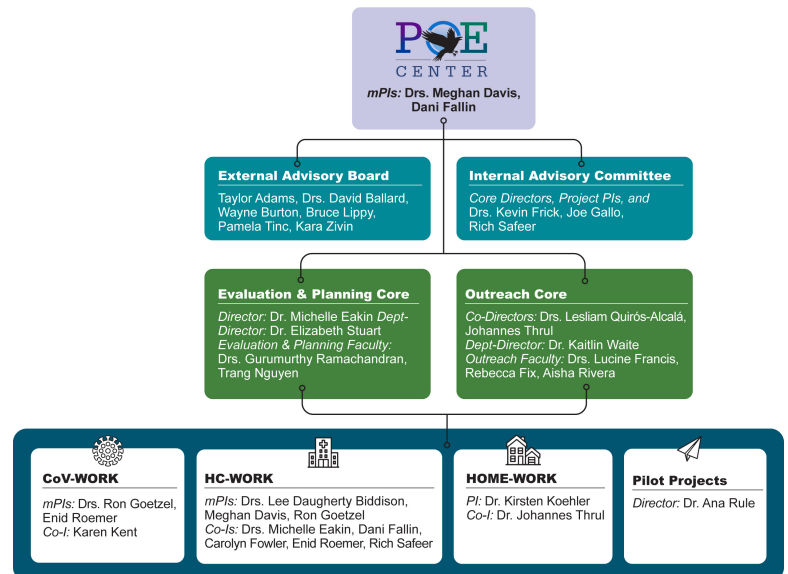 POE
CENTER
mPIs: Drs. Meghan Davis,
Dani Fallin
External Advisory Board
Taylor Adams, Drs. David Ballard,
Wayne Burton, Bruce Lippy,
Pamela Tinc, Kara Zivin
Internal Advisory Committee
Core Directors, Project PIs, and
Drs. Kevin Frick, Joe Gallo,
Rich Safeer
Evaluation & Planning Core
Director: Dr. Michelle Eakin Dept-
Director: Dr. Elizabeth Stuart
Evaluation & Planning Faculty:
Drs. Gurumurthy Ramachandran,
Trang Nguyen
Outreach Core
Co-Directors: Drs. Lesliam Quirós-Alcalá,
Johannes Thrul
Dept-Director: Dr. Kaitlin Waite
Outreach Faculty: Drs. Lucine Francis,
Rebecca Fix, Aisha Rivera
CoV-WORK
mPIs: Drs. Ron Goetzel,
Enid Roemer
Co-I: Karen Kent
HC-WORK
mPIs: Drs. Lee Daugherty Biddison,
Meghan Davis, Ron Goetzel
Co-Is: Drs. Michelle Eakin, Dani Fallin,
Carolyn Fowler, Enid Roemer, Rich Safeer
HOME-WORK
PI: Dr. Kirsten Koehler
Co-I: Dr. Johannes Thrul
Pilot Projects
Director: Dr. Ana Rule